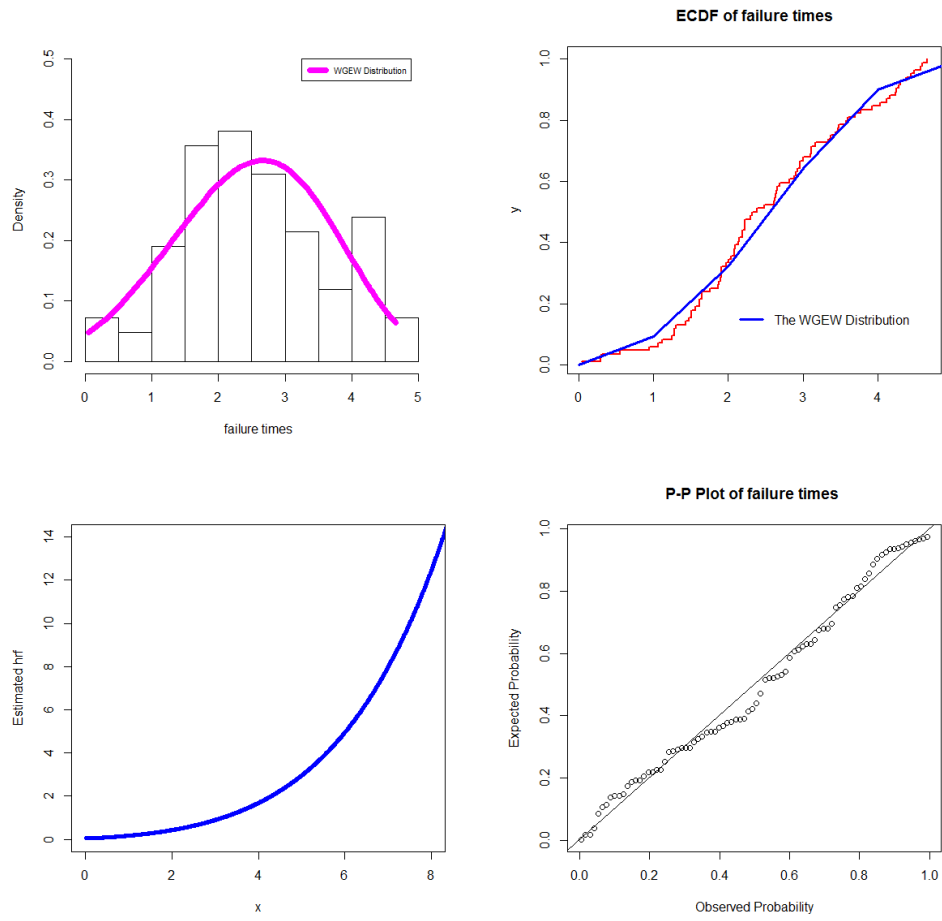 WGEW Distribution
Density
0.0 0.1 0.2 0.3 0.4 0.5
0 1 2 3 4 5
failure times
ECDF of failure times
y
0.0 0.2 0.4 0.6 0.8 1.0
The WGEW Distribution
0 1 2 3 4
Estimated hrf
0 2 4 6 8 10 12 14
0 2 4 6 8
x
P-P Plot of failure times
Expected Probability
0.0 0.2 0.4 0.6 0.8 1.0
0.0 0.2 0.4 0.6 0.8 1.0
Observed Probability